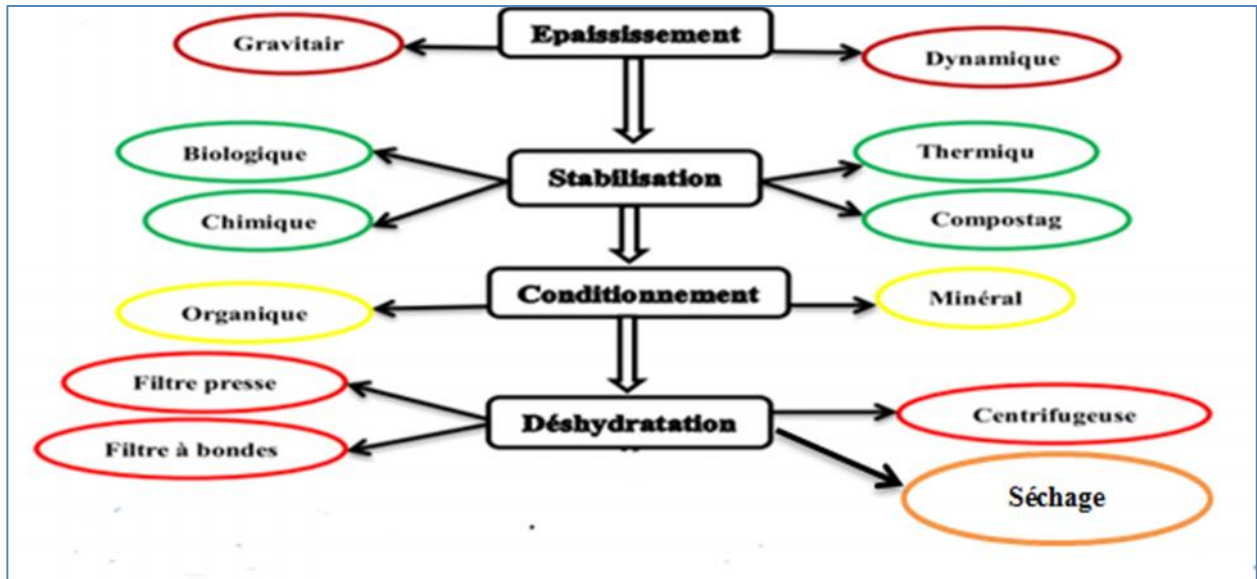 Epaississement
Gravitair
Dynamique
Biologique
Thermiqu
Stabilisation
Chimique
Compostag
Conditionnement
Organique
Minéral
Filtre presse
Déshydratation
Centrifugeuse
Filtre à bondes
Séchage